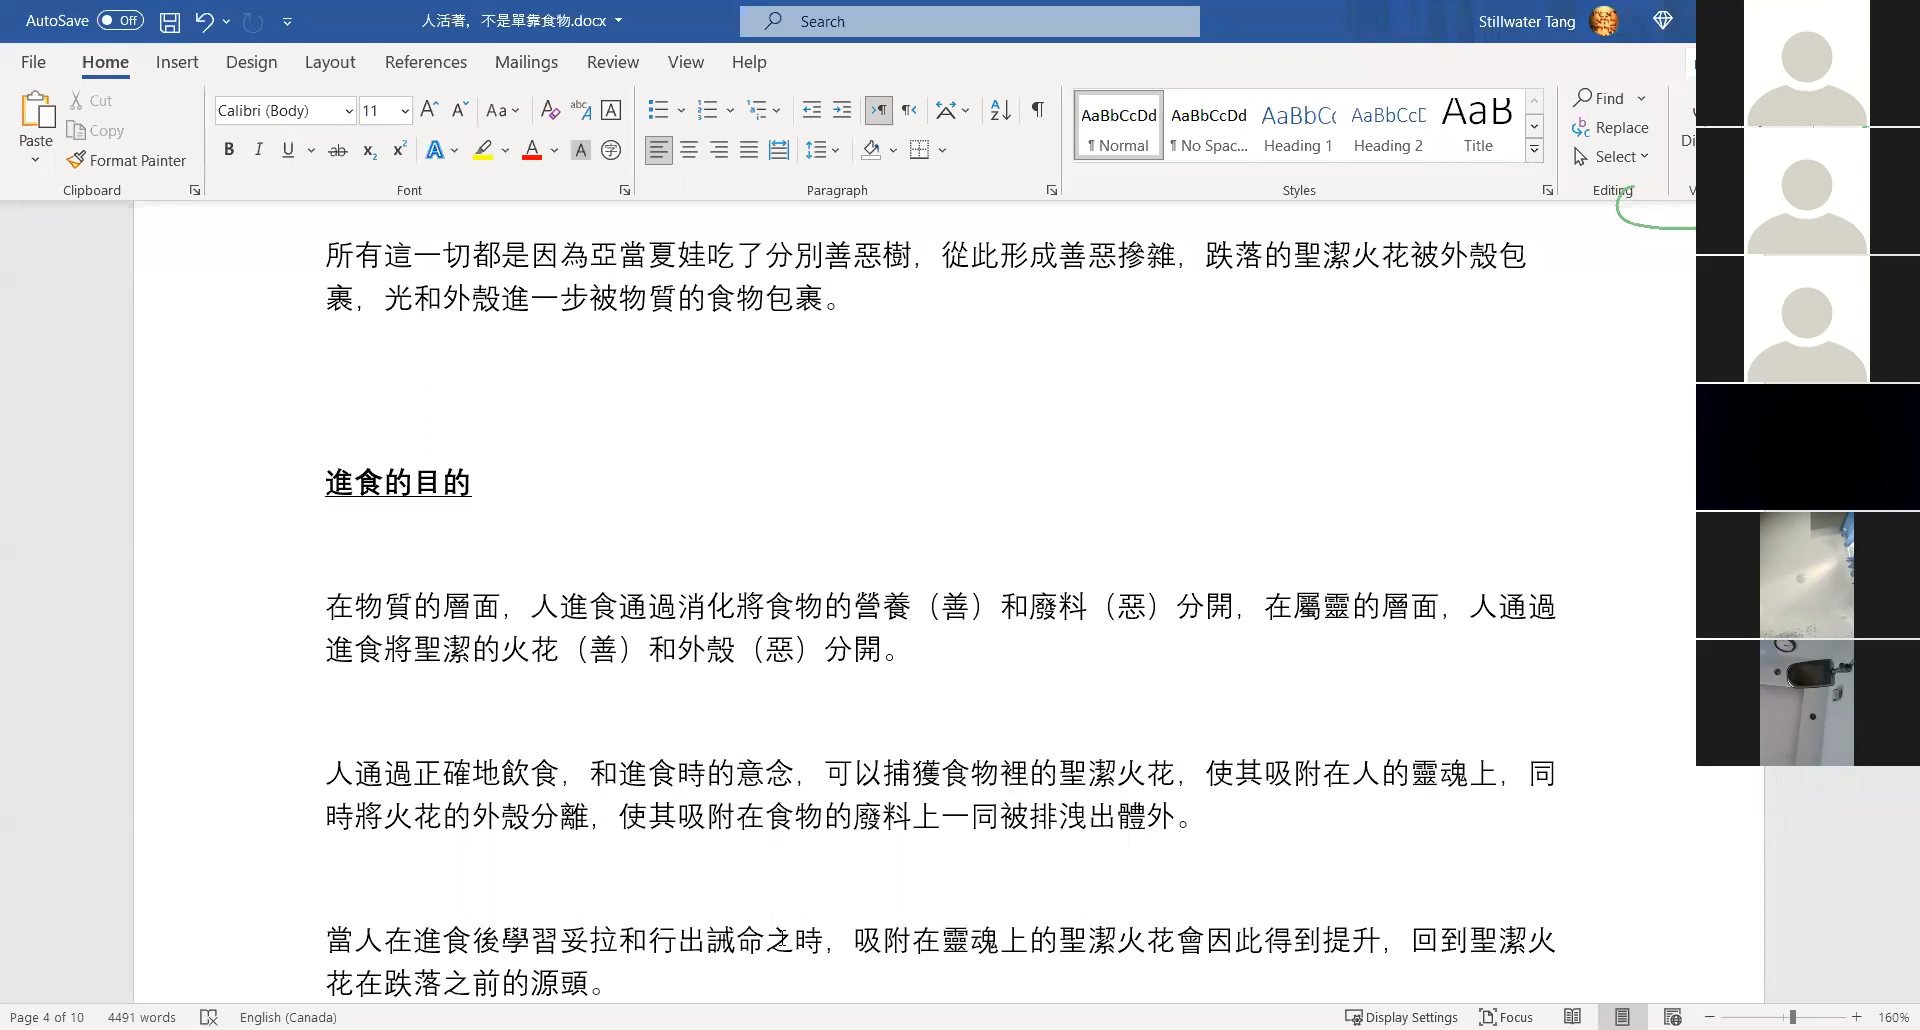 AutoSave Off 人活著，不是單靠食物.docx Search Stillwater Tang
File Home Insert Design Layout References Mailings Review View Help
Paste Cut Copy Format Painter Clipboard
Calibri (Body) 11 Font
Paragraph
AaBbCcDd AaBbCcDd AaBbCc AaBbCcD AaB
¶ Normal ¶ No Spac... Heading 1 Heading 2 Title
Styles
Find
Replace
Select
Editing
所有這一切都是因為亞當夏娃吃了分別善惡樹，從此形成善惡摻雜，跌落的聖潔火花被外殼包
裹，光和外殼進一步被物質的食物包裹。
進食的目的
在物質的層面，人進食通過消化將食物的營養（善）和廢料（惡）分開，在屬靈的層面，人通過
進食將聖潔的火花（善）和外殼（惡）分開。
人通過正確地飲食，和進食時的意念，可以捕獲食物裡的聖潔火花，使其吸附在人的靈魂上，同
時將火花的外殼分離，使其吸附在食物的廢料上一同被排洩出體外。
當人在進食後學習妥拉和行出誡命之時，吸附在靈魂上的聖潔火花會因此得到提升，回到聖潔火
花在跌落之前的源頭。
Page 4 of 10 4491 words English (Canada) Display Settings Focus 160%